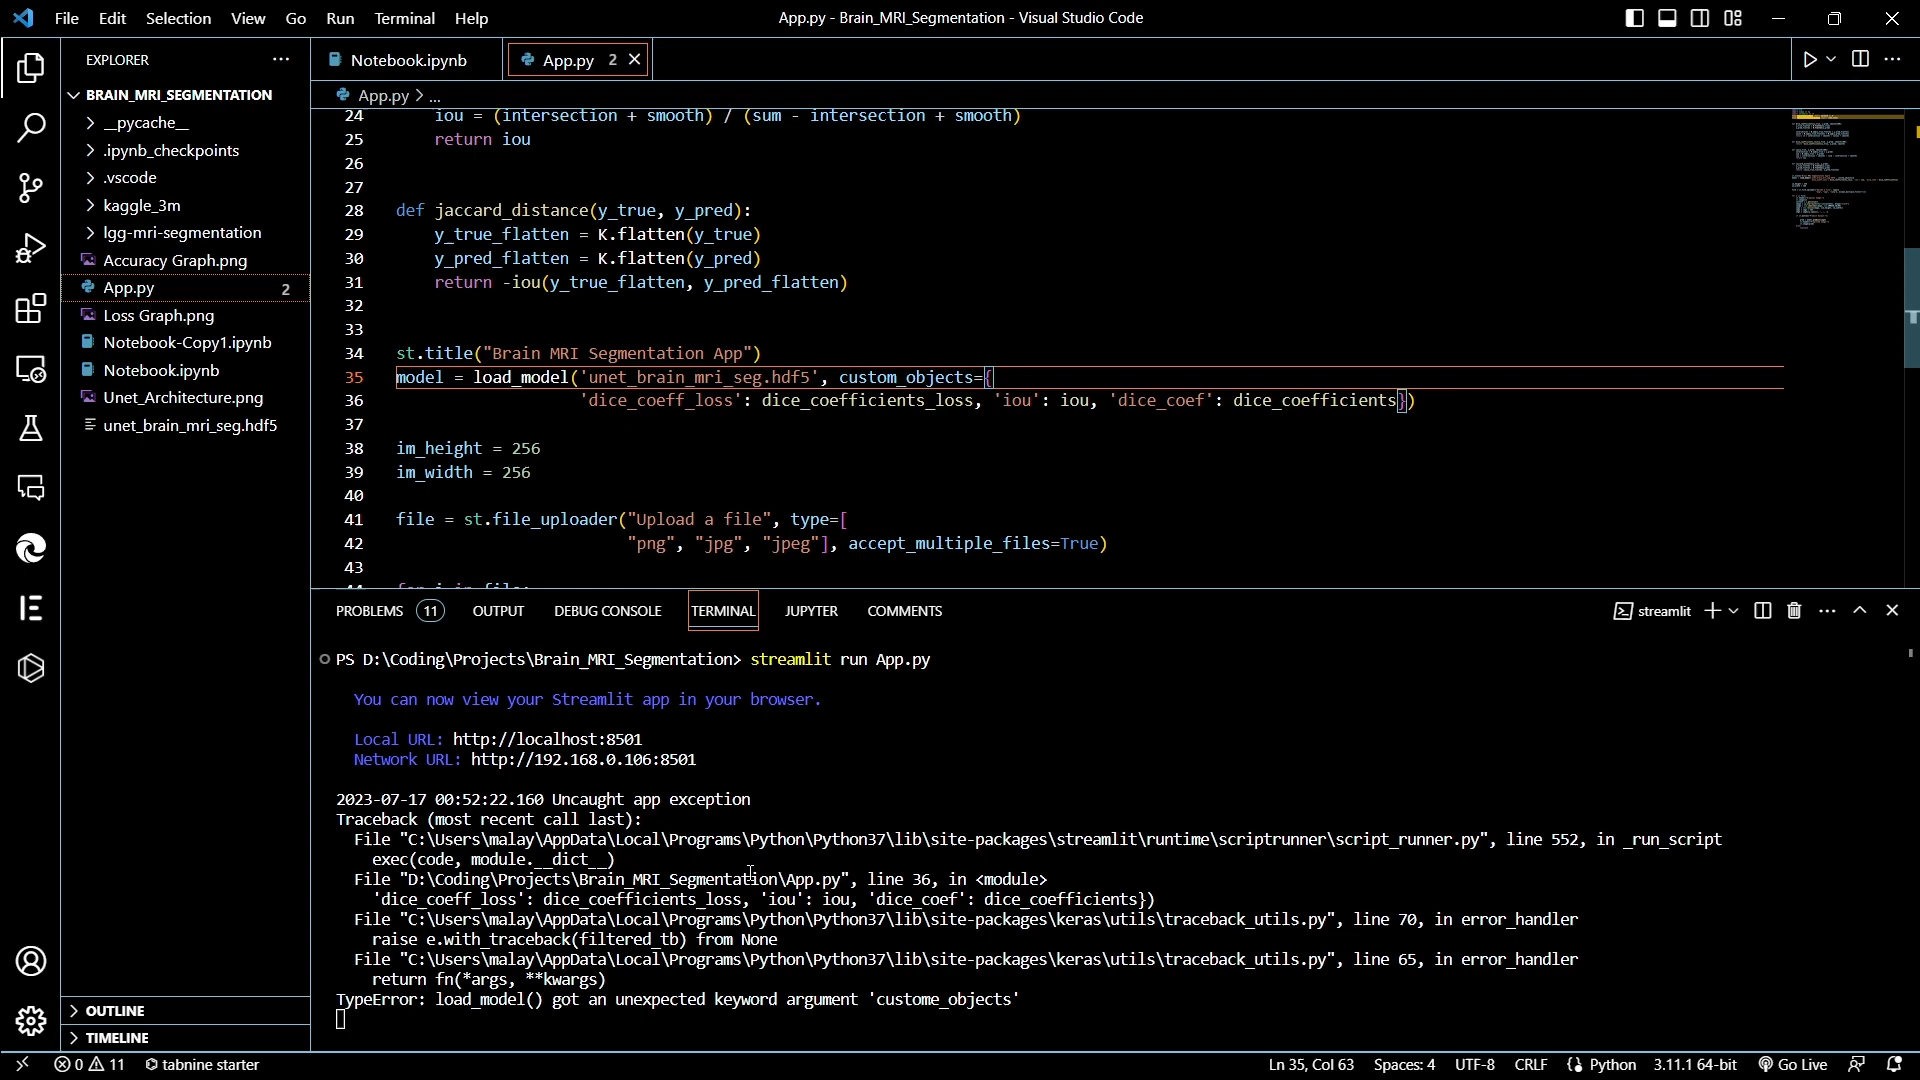 File Edit Selection View Go Run Terminal Help
App.py - Brain_MRI_Segmentation - Visual Studio Code
EXPLORER
BRAIN_MRI_SEGMENTATION
__pycache__
.ipynb_checkpoints
.vscode
kaggle_3m
lgg-mri-segmentation
Accuracy Graph.png
App.py 2
Loss Graph.png
Notebook-Copy1.ipynb
Notebook.ipynb
Unet_Architecture.png
unet_brain_mri_seg.hdf5
OUTLINE
TIMELINE
Notebook.ipynb App.py 2
App.py > ...
24 iou = (intersection + smooth) / (sum - intersection + smooth)
25 return iou
26
27
28 def jaccard_distance(y_true, y_pred):
29 y_true_flatten = K.flatten(y_true)
30 y_pred_flatten = K.flatten(y_pred)
31 return -iou(y_true_flatten, y_pred_flatten)
32
33
34 st.title("Brain MRI Segmentation App")
35 model = load_model('unet_brain_mri_seg.hdf5', custom_objects={
36 'dice_coeff_loss': dice_coefficients_loss, 'iou': iou, 'dice_coef': dice_coefficients})
37
38 im_height = 256
39 im_width = 256
40
41 file = st.file_uploader("Upload a file", type=[
42 "png", "jpg", "jpeg"], accept_multiple_files=True)
43
PROBLEMS 11 OUTPUT DEBUG CONSOLE TERMINAL JUPYTER COMMENTS
streamlit
PS D:\Coding\Projects\Brain_MRI_Segmentation> streamlit run App.py
You can now view your Streamlit app in your browser.
Local URL: http://localhost:8501
Network URL: http://192.168.0.106:8501
2023-07-17 00:52:22.160 Uncaught app exception
Traceback (most recent call last):
File "C:\Users\malay\AppData\Local\Programs\Python\Python37\lib\site-packages\streamlit\runtime\scriptrunner\script_runner.py", line 552, in _run_script
exec(code, module.__dict__)
File "D:\Coding\Projects\Brain_MRI_Segmentation\App.py", line 36, in <module>
'dice_coeff_loss': dice_coefficients_loss, 'iou': iou, 'dice_coef': dice_coefficients})
File "C:\Users\malay\AppData\Local\Programs\Python\Python37\lib\site-packages\keras\utils\traceback_utils.py", line 70, in error_handler
raise e.with_traceback(filtered_tb) from None
File "C:\Users\malay\AppData\Local\Programs\Python\Python37\lib\site-packages\keras\utils\traceback_utils.py", line 65, in error_handler
return fn(*args, **kwargs)
TypeError: load_model() got an unexpected keyword argument 'custome_objects'
0 11 tabnine starter
Ln 35, Col 63 Spaces: 4 UTF-8 CRLF Python 3.11.1 64-bit Go Live